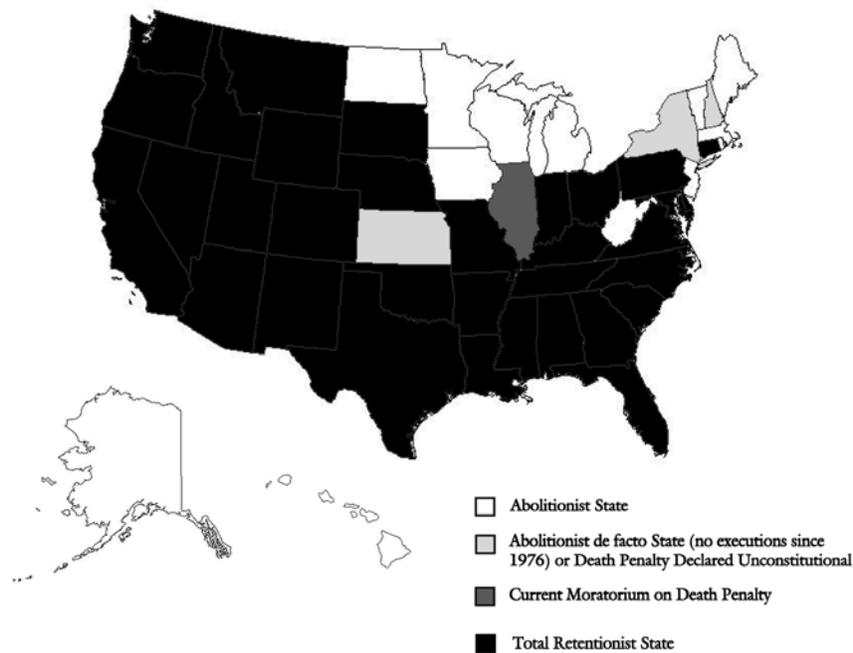 Abolitionist State
Abolitionist de facto State (no executions since
1976) or Death Penalty Declared Unconstitutional
Current Moratorium on Death Penalty
Total Retentionist State